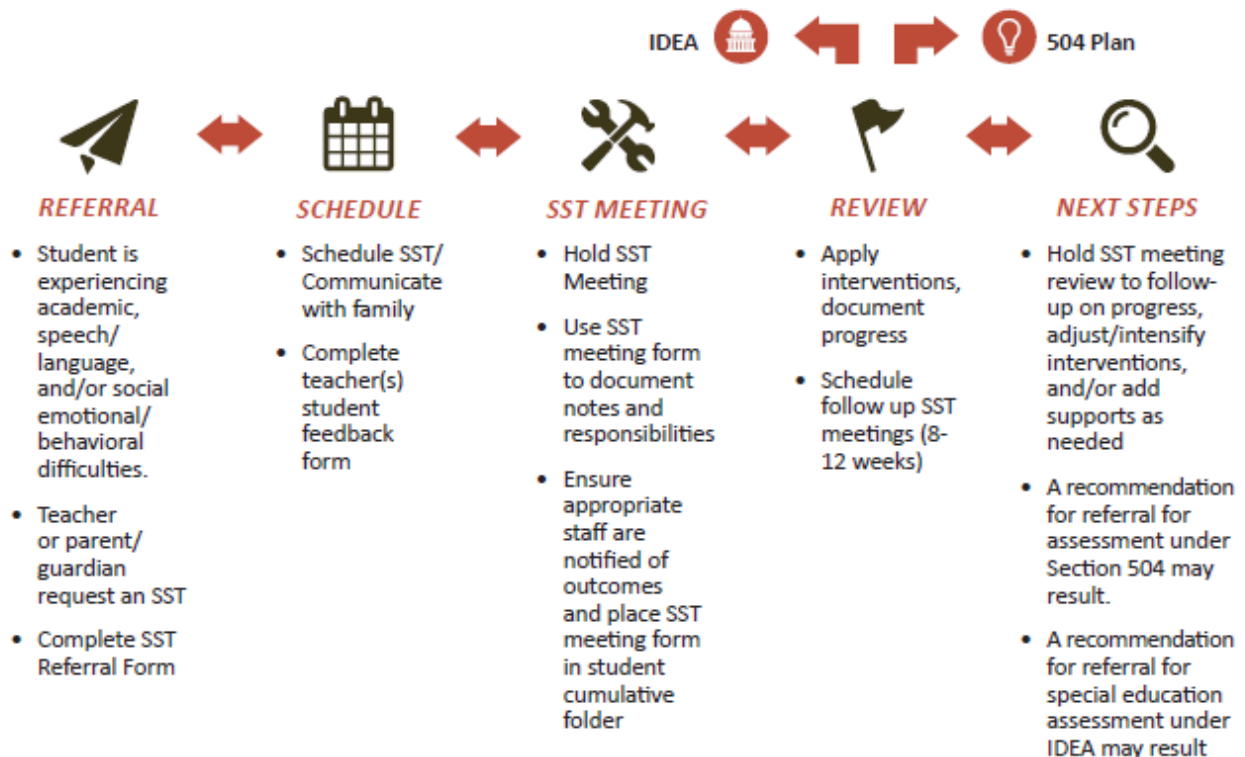 IDEA
504 Plan
REFERRAL
• Student is
experiencing
academic,
speech/
language,
and/or social
emotional/
behavioral
difficulties.
• Teacher
or parent/
guardian
request an SST
• Complete SST
Referral Form
SCHEDULE
• Schedule SST/
Communicate
with family
• Complete
teacher(s)
student
feedback
form
SST MEETING
• Hold SST
Meeting
• Use SST
meeting form
to document
notes and
responsibilities
• Ensure
appropriate
staff are
notified of
outcomes
and place SST
meeting form
in student
cumulative
folder
REVIEW
• Apply
interventions,
document
progress
• Schedule
follow up SST
meetings (8-
12 weeks)
NEXT STEPS
• Hold SST meeting
review to follow-
up on progress,
adjust/intensify
interventions,
and/or add
supports as
needed
• A recommendation
for referral for
assessment under
Section 504 may
result.
• A recommendation
for referral for
special education
assessment under
IDEA may result